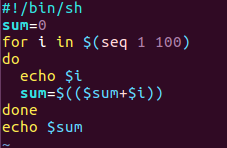 #!/bin/sh
sum=0
for i in $(seq 1 100)
do
  echo $i
  sum=$(($sum+$i))
done
echo $sum
~